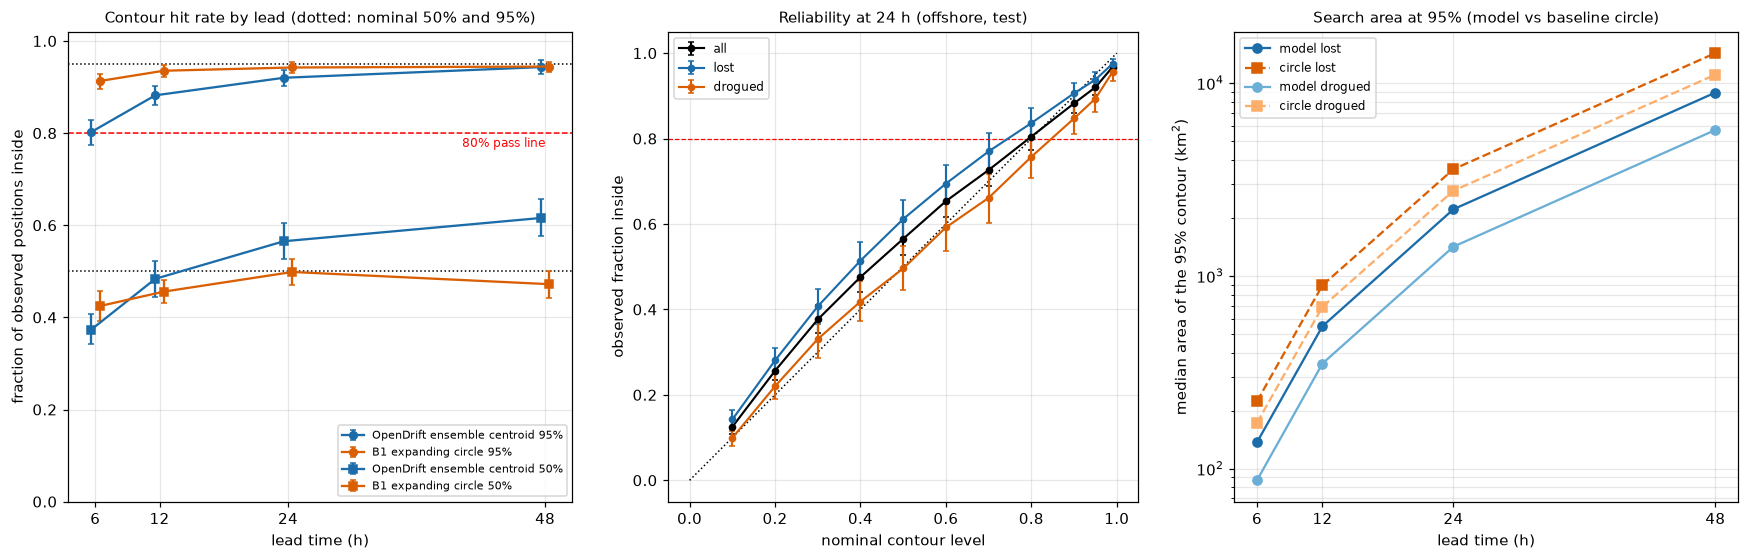 Contour hit rate by lead (dotted: nominal 50% and 95%)
fraction of observed positions inside
1.0
0.8
0.6
0.4
0.2
0.0
80% pass line
OpenDrift ensemble centroid 95%
B1 expanding circle 95%
OpenDrift ensemble centroid 50%
B1 expanding circle 50%
6 12 24 48
lead time (h)
Reliability at 24 h (offshore, test)
observed fraction inside
all
lost
drogued
1.0
0.8
0.6
0.4
0.2
0.0
0.0 0.2 0.4 0.6 0.8 1.0
nominal contour level
Search area at 95% (model vs baseline circle)
median area of the 95% contour (km²)
model lost
circle lost
model drogued
circle drogued
10⁴
10³
10²
6 12 24 48
lead time (h)